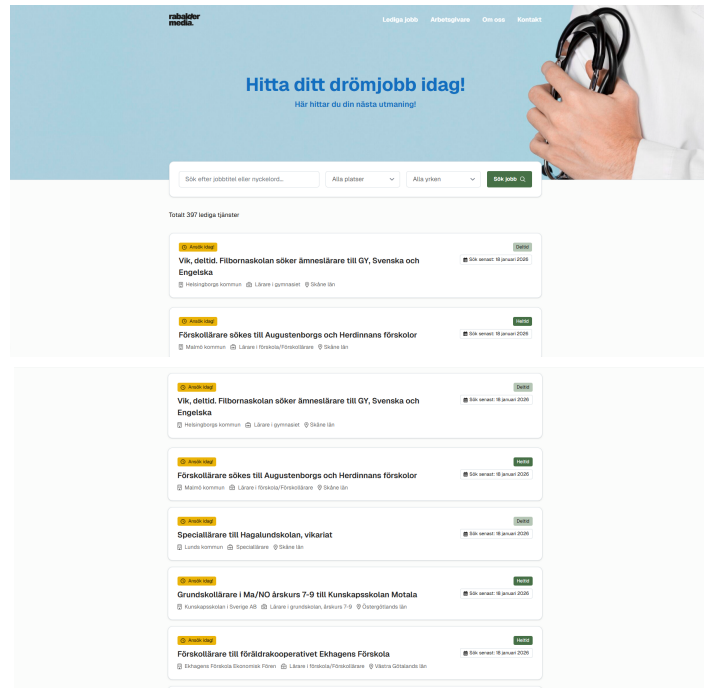 rabalder
media.
Lediga jobb Arbetsgivare Om oss Kontakt
Hitta ditt drömjobb idag!
Här hittar du din nästa utmaning!
Sök efter jobbtitel eller nyckelord... Alla platser Alla yrken Sök jobb
Totalt 397 lediga tjänster
Ansök idag! Deltid
Vik, deltid. Filbornaskolan söker ämneslärare till GY, Svenska och
Engelska
Sök senast: 18 januari 2026
Helsingborgs kommun Lärare i gymnasiet Skåne län
Ansök idag! Heltid
Förskollärare sökes till Augustenborgs och Herdinnans förskolor
Sök senast: 18 januari 2026
Malmö kommun Lärare i förskola/Förskollärare Skåne län
Ansök idag! Deltid
Vik, deltid. Filbornaskolan söker ämneslärare till GY, Svenska och
Engelska
Sök senast: 18 januari 2026
Helsingborgs kommun Lärare i gymnasiet Skåne län
Ansök idag! Heltid
Förskollärare sökes till Augustenborgs och Herdinnans förskolor
Sök senast: 18 januari 2026
Malmö kommun Lärare i förskola/Förskollärare Skåne län
Ansök idag! Deltid
Speciallärare till Hagalundskolan, vikariat
Sök senast: 18 januari 2026
Lunds kommun Speciallärare Skåne län
Ansök idag! Heltid
Grundskollärare i Ma/NO årskurs 7-9 till Kunskapsskolan Motala
Sök senast: 18 januari 2026
Kunskapsskolan i Sverige AB Lärare i grundskolan, årskurs 7-9 Östergötlands län
Ansök idag! Heltid
Förskollärare till föräldrakooperativet Ekhagens Förskola
Sök senast: 18 januari 2026
Ekhagens Förskola Ekonomisk Fören Lärare i förskola/Förskollärare Västra Götalands län